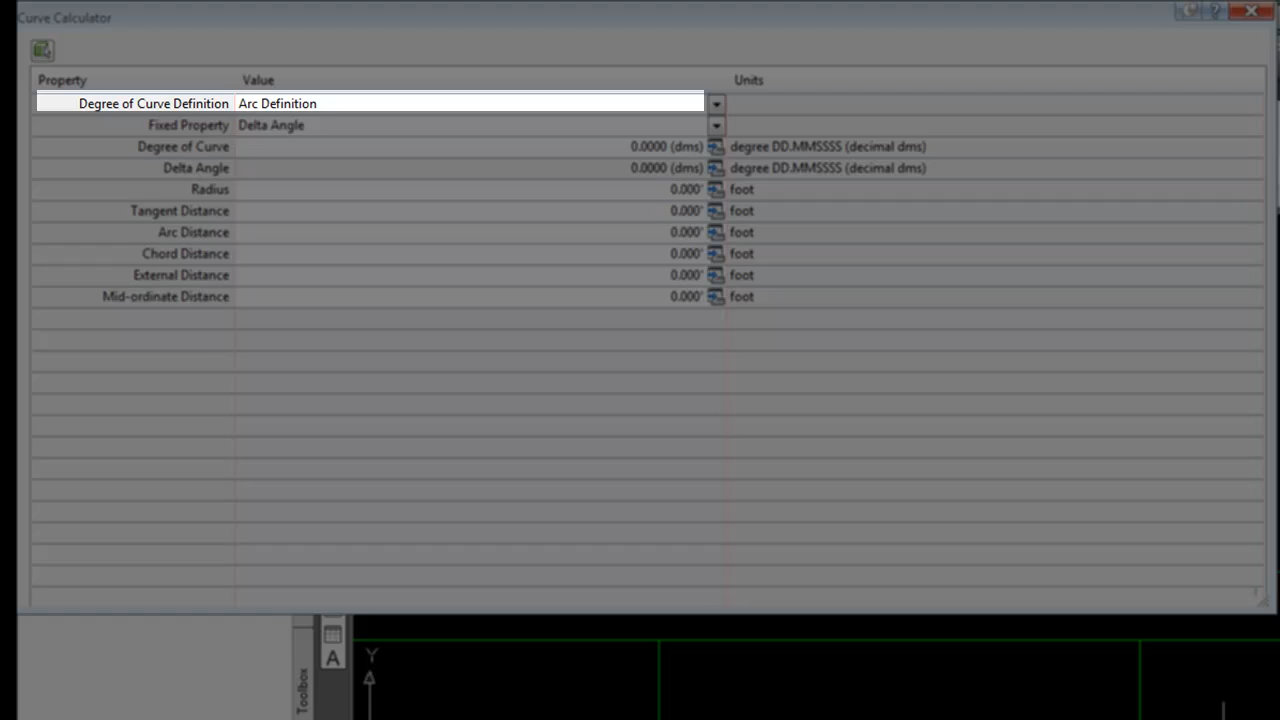 Curve Calculator
Property Value Units
Degree of Curve Definition Arc Definition
Fixed Property Delta Angle
Degree of Curve 0.0000 (dms) degree DD.MMSSSS (decimal dms)
Delta Angle 0.0000 (dms) degree DD.MMSSSS (decimal dms)
Radius 0.000' foot
Tangent Distance 0.000' foot
Arc Distance 0.000' foot
Chord Distance 0.000' foot
External Distance 0.000' foot
Mid-ordinate Distance 0.000' foot
Toolbox
A
Y